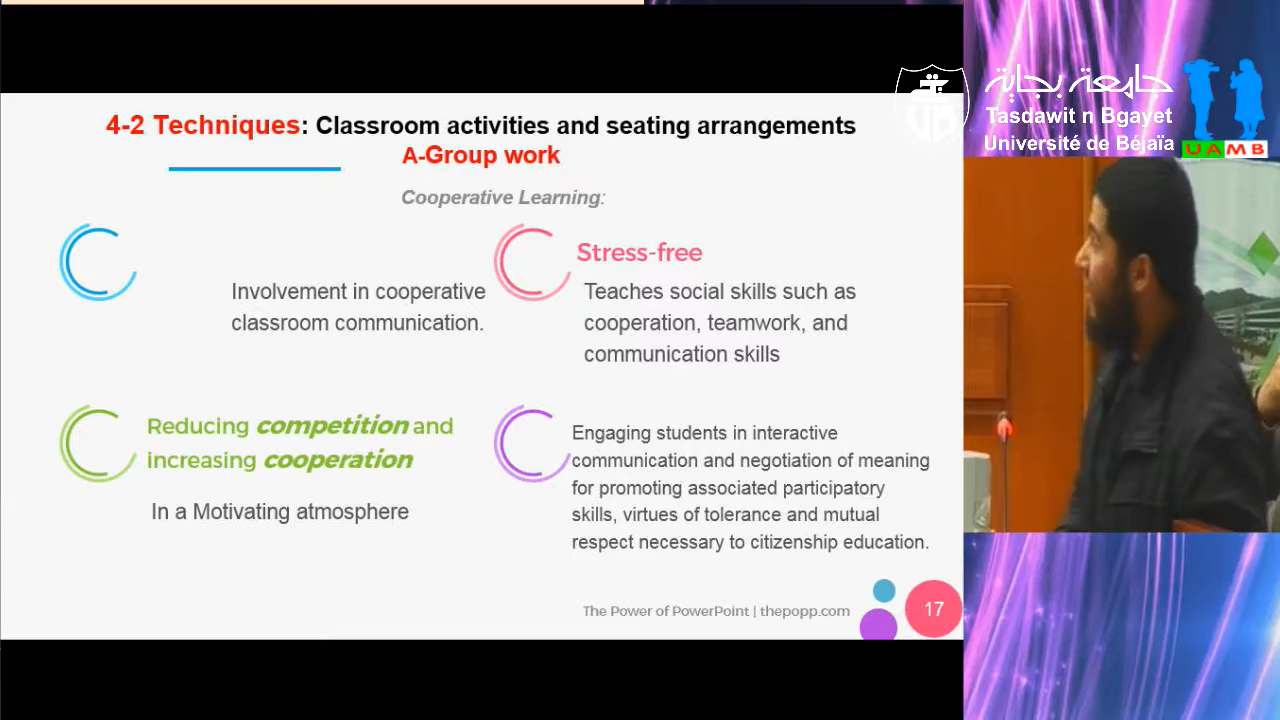 4-2 Techniques: Classroom activities and seating arrangements
A-Group work
Cooperative Learning:
Involvement in cooperative
classroom communication.
Stress-free
Teaches social skills such as
cooperation, teamwork, and
communication skills
Reducing competition and
increasing cooperation
In a Motivating atmosphere
Engaging students in interactive
communication and negotiation of meaning
for promoting associated participatory
skills, virtues of tolerance and mutual
respect necessary to citizenship education.
The Power of PowerPoint | thepopp.com
17
جامعة بجاية
Tasdawit n Bgayet
Université de Béjaïa
UAMB